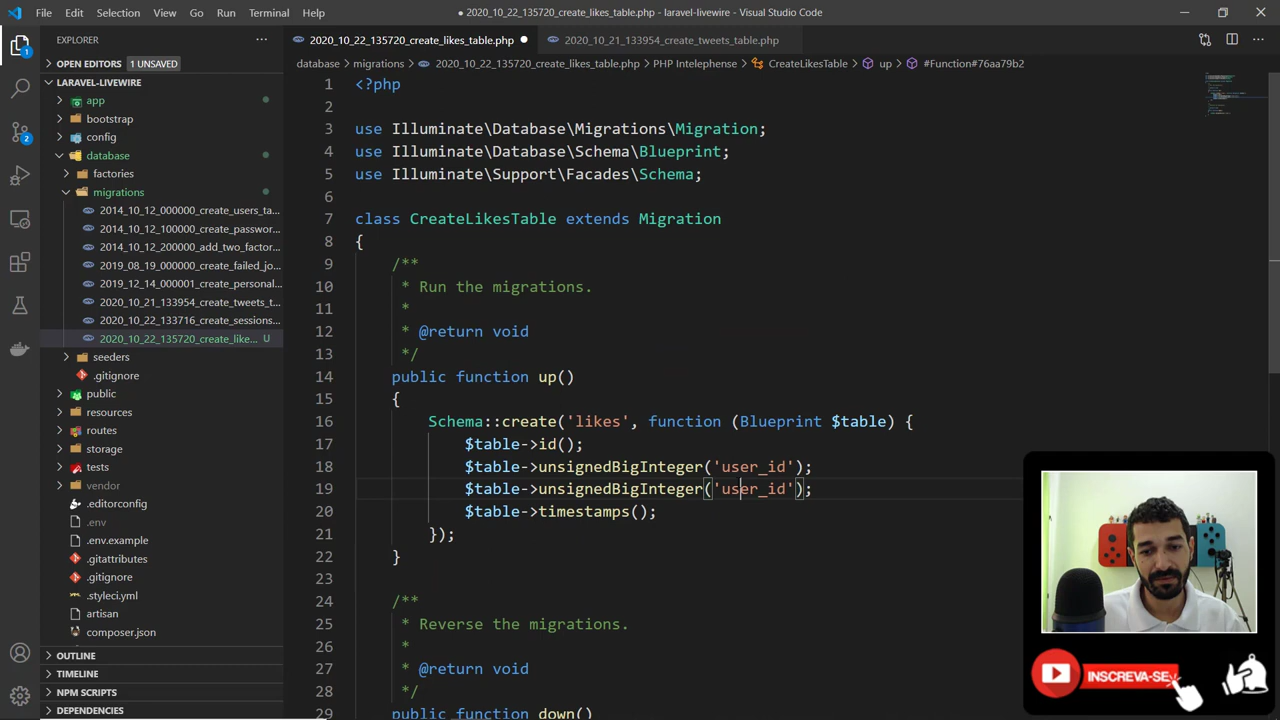 File Edit Selection View Go Run Terminal Help
● 2020_10_22_135720_create_likes_table.php - laravel-livewire - Visual Studio Code
EXPLORER
OPEN EDITORS 1 UNSAVED
LARAVEL-LIVEWIRE
app
bootstrap
config
database
factories
migrations
2014_10_12_000000_create_users_ta...
2014_10_12_100000_create_passwor...
2014_10_12_200000_add_two_factor...
2019_08_19_000000_create_failed_jo...
2019_12_14_000001_create_personal...
2020_10_21_133954_create_tweets_t...
2020_10_22_133716_create_sessions...
2020_10_22_135720_create_like... U
seeders
.gitignore
public
resources
routes
storage
tests
vendor
.editorconfig
.env
.env.example
.gitattributes
.gitignore
.styleci.yml
artisan
composer.json
OUTLINE
TIMELINE
NPM SCRIPTS
DEPENDENCIES
1
2
2020_10_22_135720_create_likes_table.php ● 2020_10_21_133954_create_tweets_table.php
database > migrations > 2020_10_22_135720_create_likes_table.php > PHP Intelephense > CreateLikesTable > up > #Function#76aa79b2
1 <?php
2
3 use Illuminate\Database\Migrations\Migration;
4 use Illuminate\Database\Schema\Blueprint;
5 use Illuminate\Support\Facades\Schema;
6
7 class CreateLikesTable extends Migration
8 {
9 /**
10 * Run the migrations.
11 *
12 * @return void
13 */
14 public function up()
15 {
16 Schema::create('likes', function (Blueprint $table) {
17 $table->id();
18 $table->unsignedBigInteger('user_id');
19 $table->unsignedBigInteger('user_id');
20 $table->timestamps();
21 });
22 }
23
24 /**
25 * Reverse the migrations.
26 *
27 * @return void
28 */
29 public function down()
INSCREVA-SE